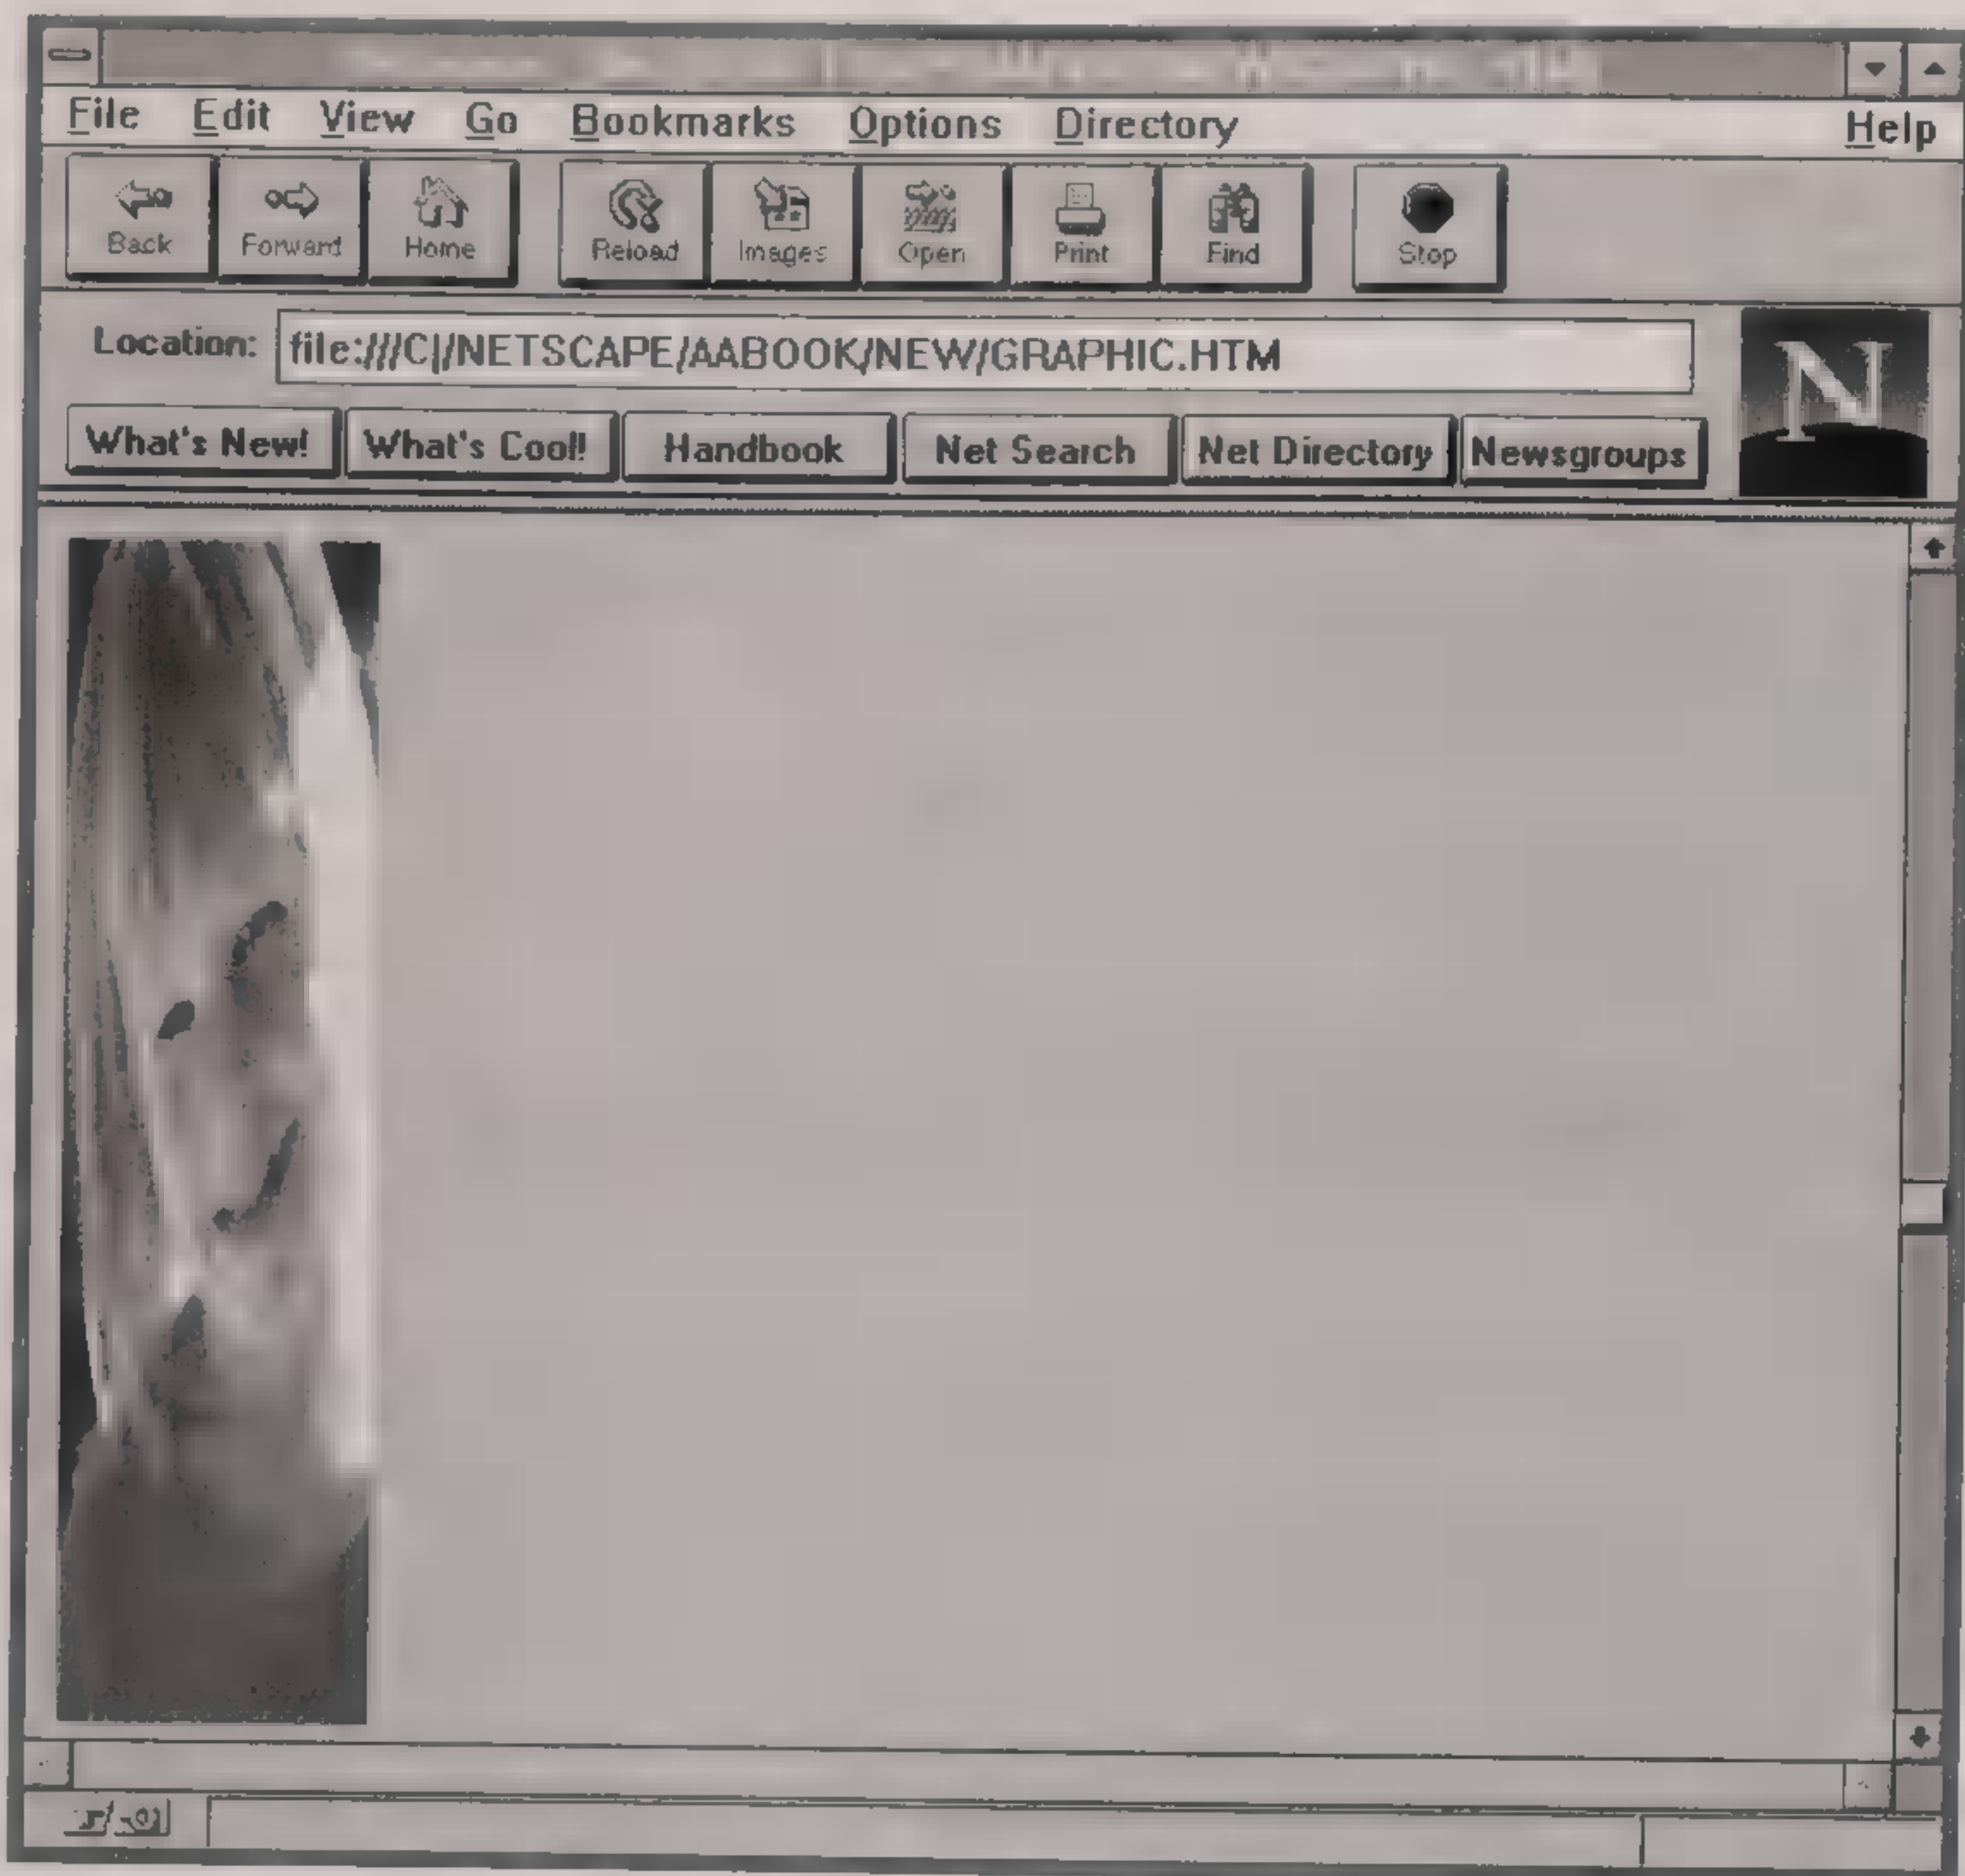 File Edit View Go Bookmarks Options Directory Help
Back Forward Home Reload Images Open Print Find Stop
Location: file:///C|/NETSCAPE/AABOOK/NEW/GRAPHIC.HTM
N
What's New! What's Cool! Handbook Net Search Net Directory Newsgroups